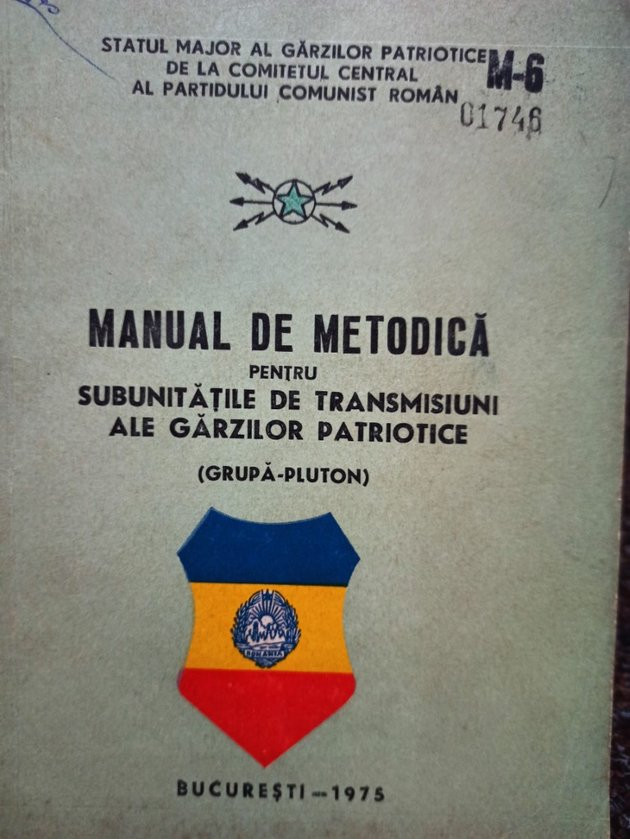 STATUL MAJOR AL GĂRZILOR PATRIOTICE
DE LA COMITETUL CENTRAL
AL PARTIDULUI COMUNIST ROMÂN
M-6
01746
MANUAL DE METODICĂ
PENTRU
SUBUNITĂȚILE DE TRANSMISIUNI
ALE GĂRZILOR PATRIOTICE
(GRUPĂ-PLUTON)
ROMANIA
BUCUREȘTI—1975